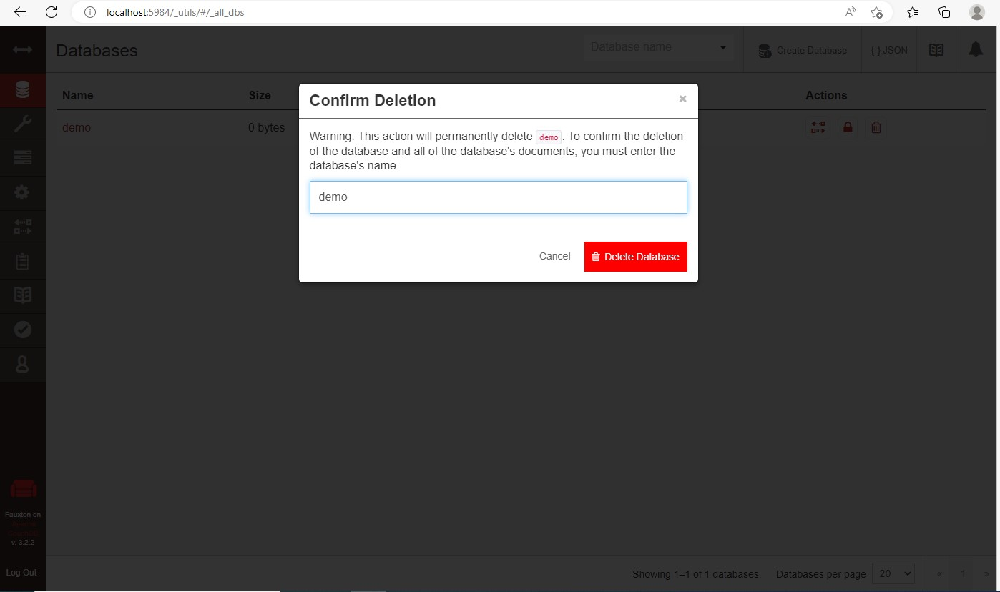 localhost:5984/_utils/#/_all_dbs
Databases
Database name
Create Database
{ } JSON
Name
Size
Actions
demo
0 bytes
Confirm Deletion
×
Warning: This action will permanently delete demo . To confirm the deletion
of the database and all of the database's documents, you must enter the
database's name.
demo
Cancel
Delete Database
Fauxton on
Apache
CouchDB
v. 3.2.2
Log Out
Showing 1–1 of 1 databases.
Databases per page
20
«
1
»